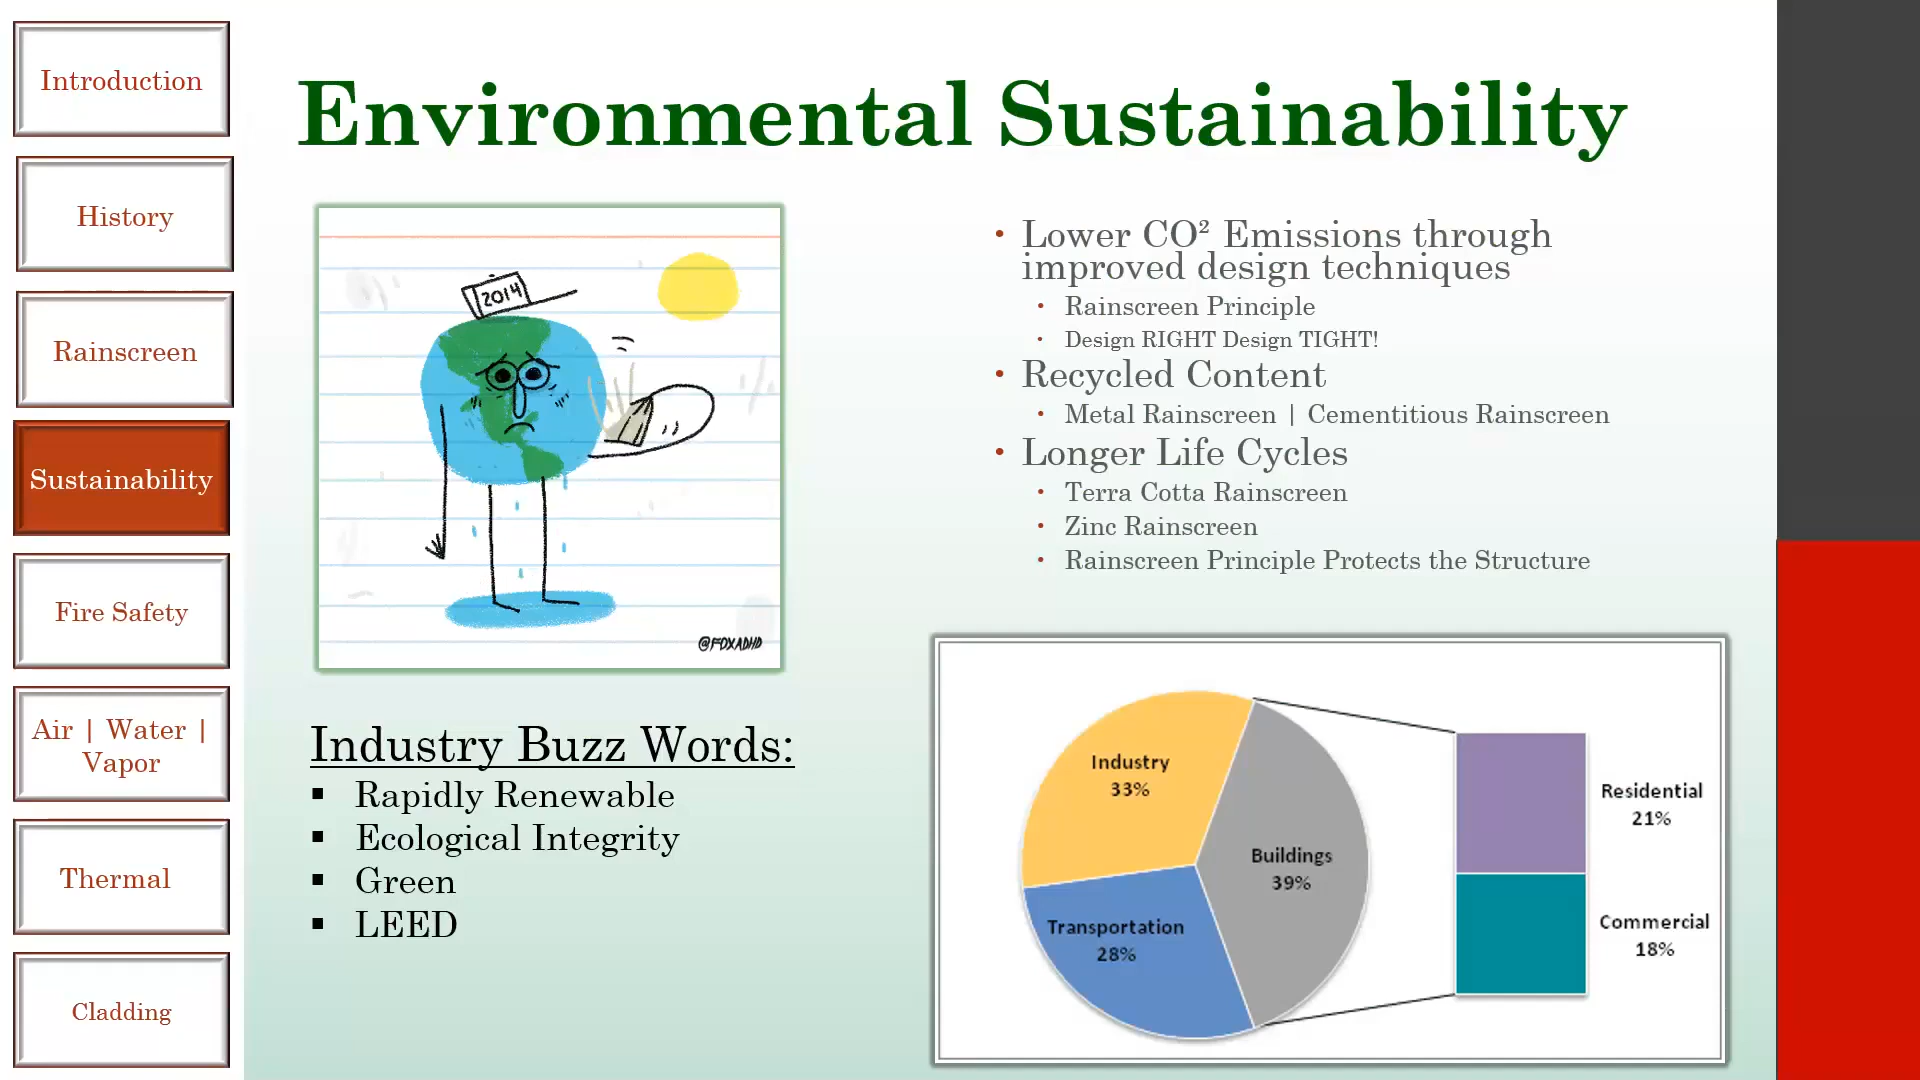 Introduction
History
Rainscreen
Sustainability
Fire Safety
Air | Water |
Vapor
Thermal
Cladding
Environmental Sustainability
2014
@FOXADHD
Industry Buzz Words:
▪ Rapidly Renewable
▪ Ecological Integrity
▪ Green
▪ LEED
• Lower CO² Emissions through
improved design techniques
• Rainscreen Principle
• Design RIGHT Design TIGHT!
• Recycled Content
• Metal Rainscreen | Cementitious Rainscreen
• Longer Life Cycles
• Terra Cotta Rainscreen
• Zinc Rainscreen
• Rainscreen Principle Protects the Structure
Industry
33%
Buildings
39%
Transportation
28%
Residential
21%
Commercial
18%